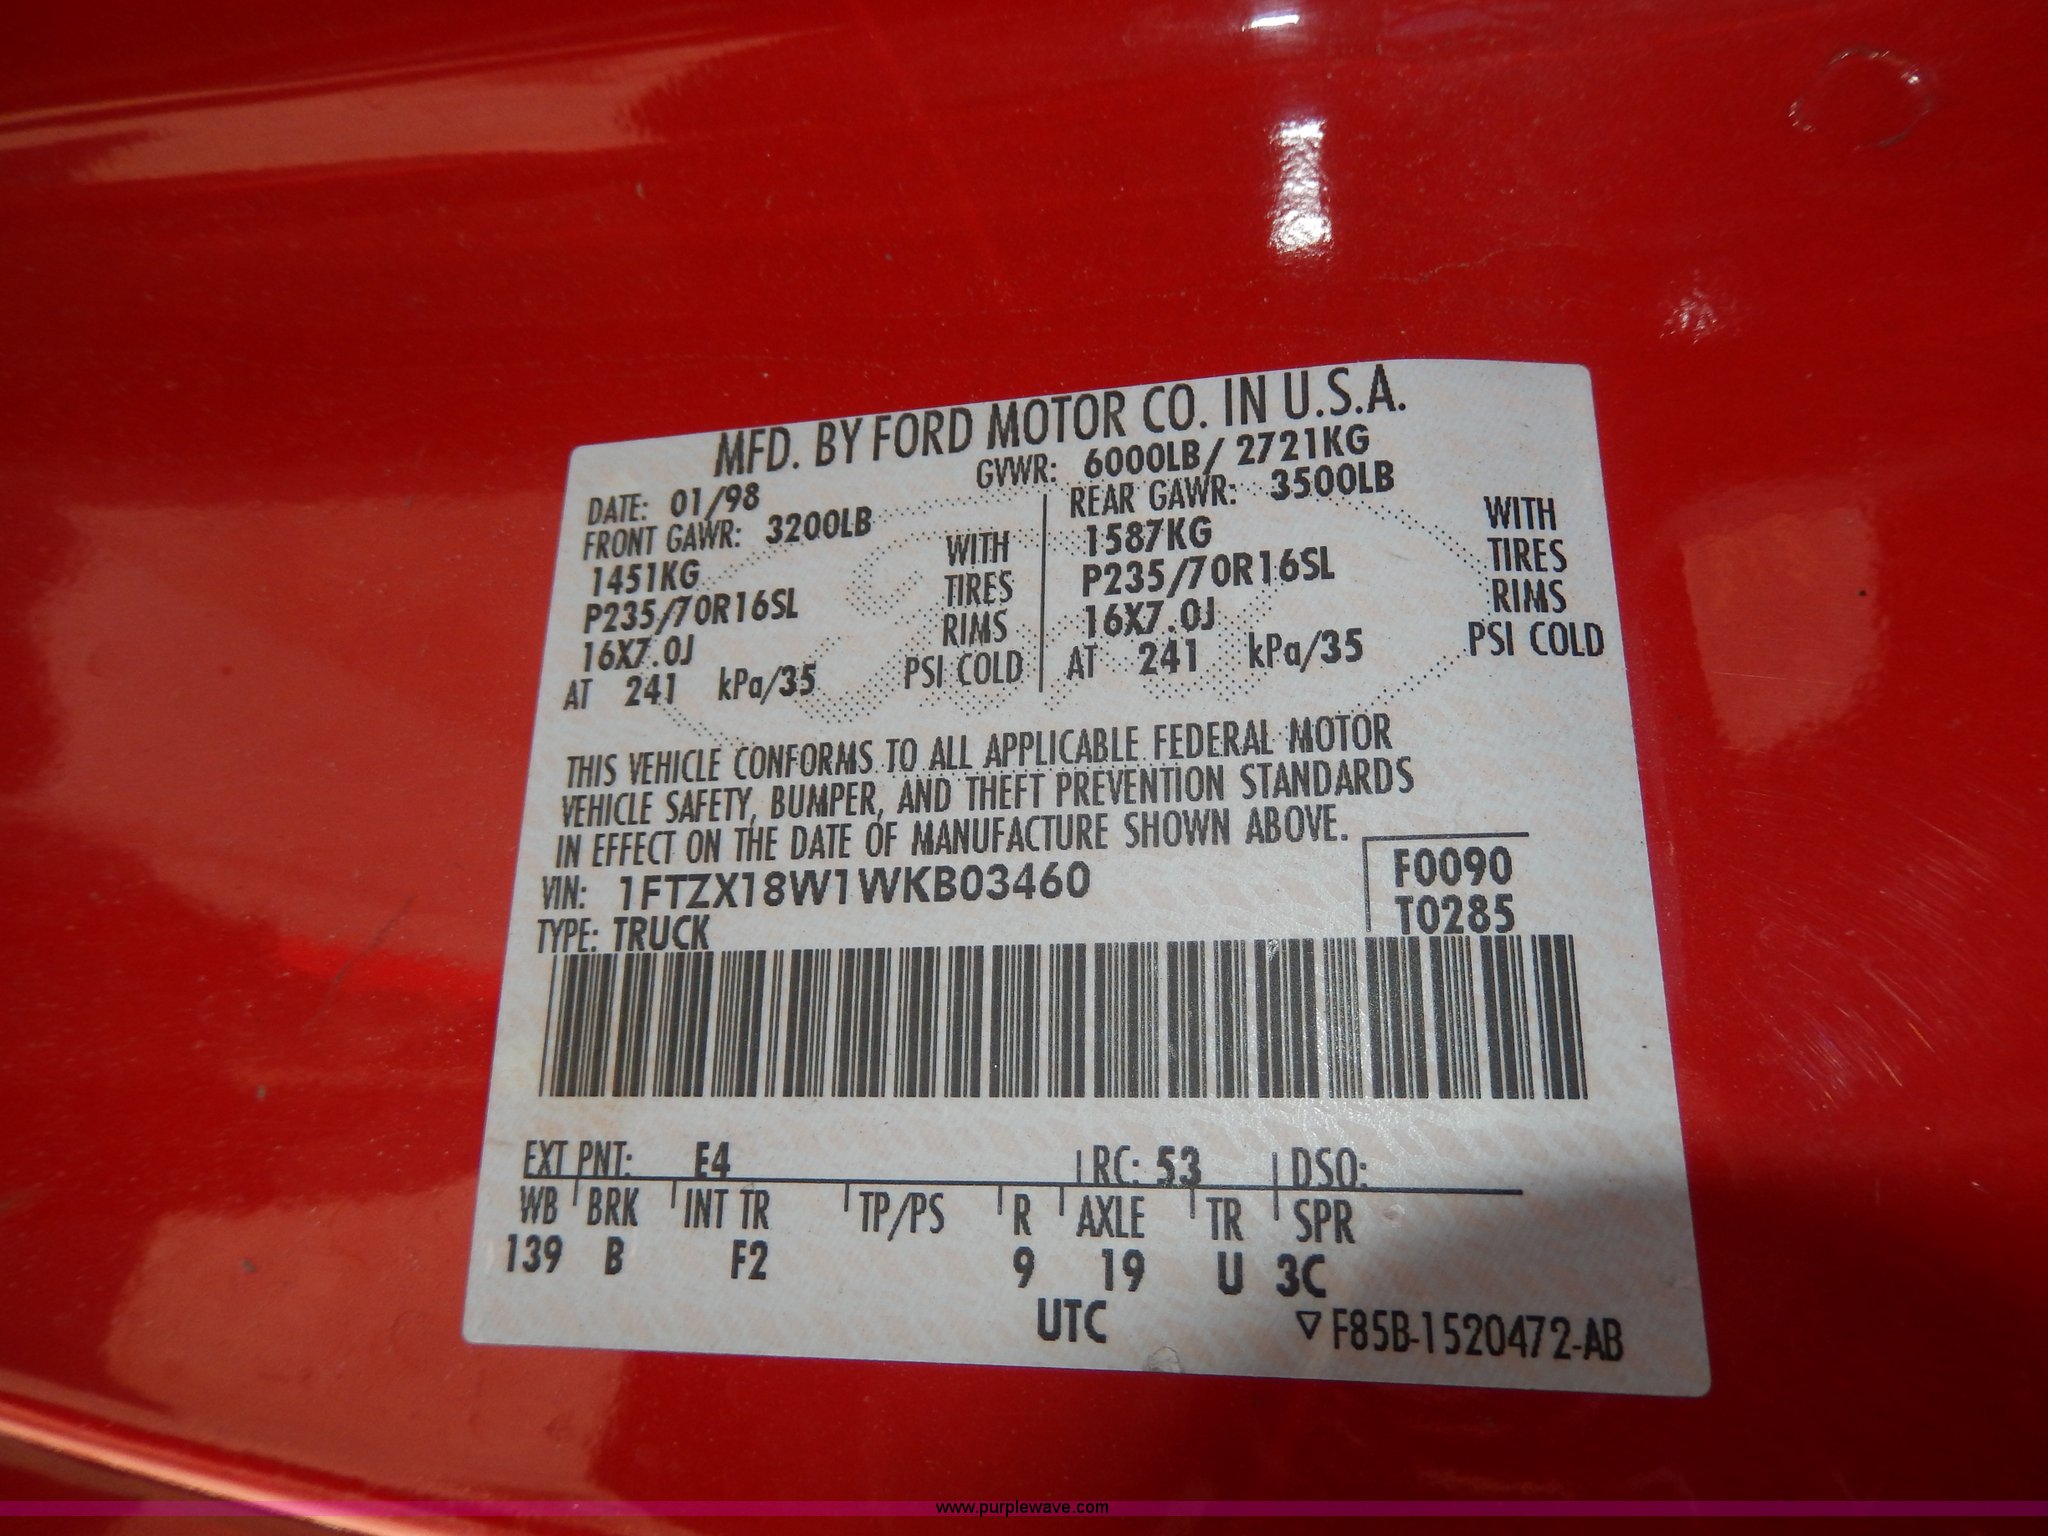 MFD. BY FORD MOTOR CO. IN U.S.A.
DATE: 01/98 GVWR: 6000LB/ 2721KG
FRONT GAWR: 3200LB REAR GAWR: 3500LB
1451KG WITH 1587KG WITH
P235/70R16SL TIRES P235/70R16SL TIRES
16X7.0J RIMS 16X7.0J RIMS
AT 241 kPa/35 PSI COLD AT 241 kPa/35 PSI COLD
THIS VEHICLE CONFORMS TO ALL APPLICABLE FEDERAL MOTOR
VEHICLE SAFETY, BUMPER, AND THEFT PREVENTION STANDARDS
IN EFFECT ON THE DATE OF MANUFACTURE SHOWN ABOVE.
VIN: 1FTZX18W1WKB03460 F0090
TYPE: TRUCK T0285
EXT PNT: E4 RC: 53 DSO:
WB BRK INT TR TP/PS R AXLE TR SPR
139 B F2 9 19 U 3C
UTC ▽ F85B-1520472-AB
www.purplewave.com